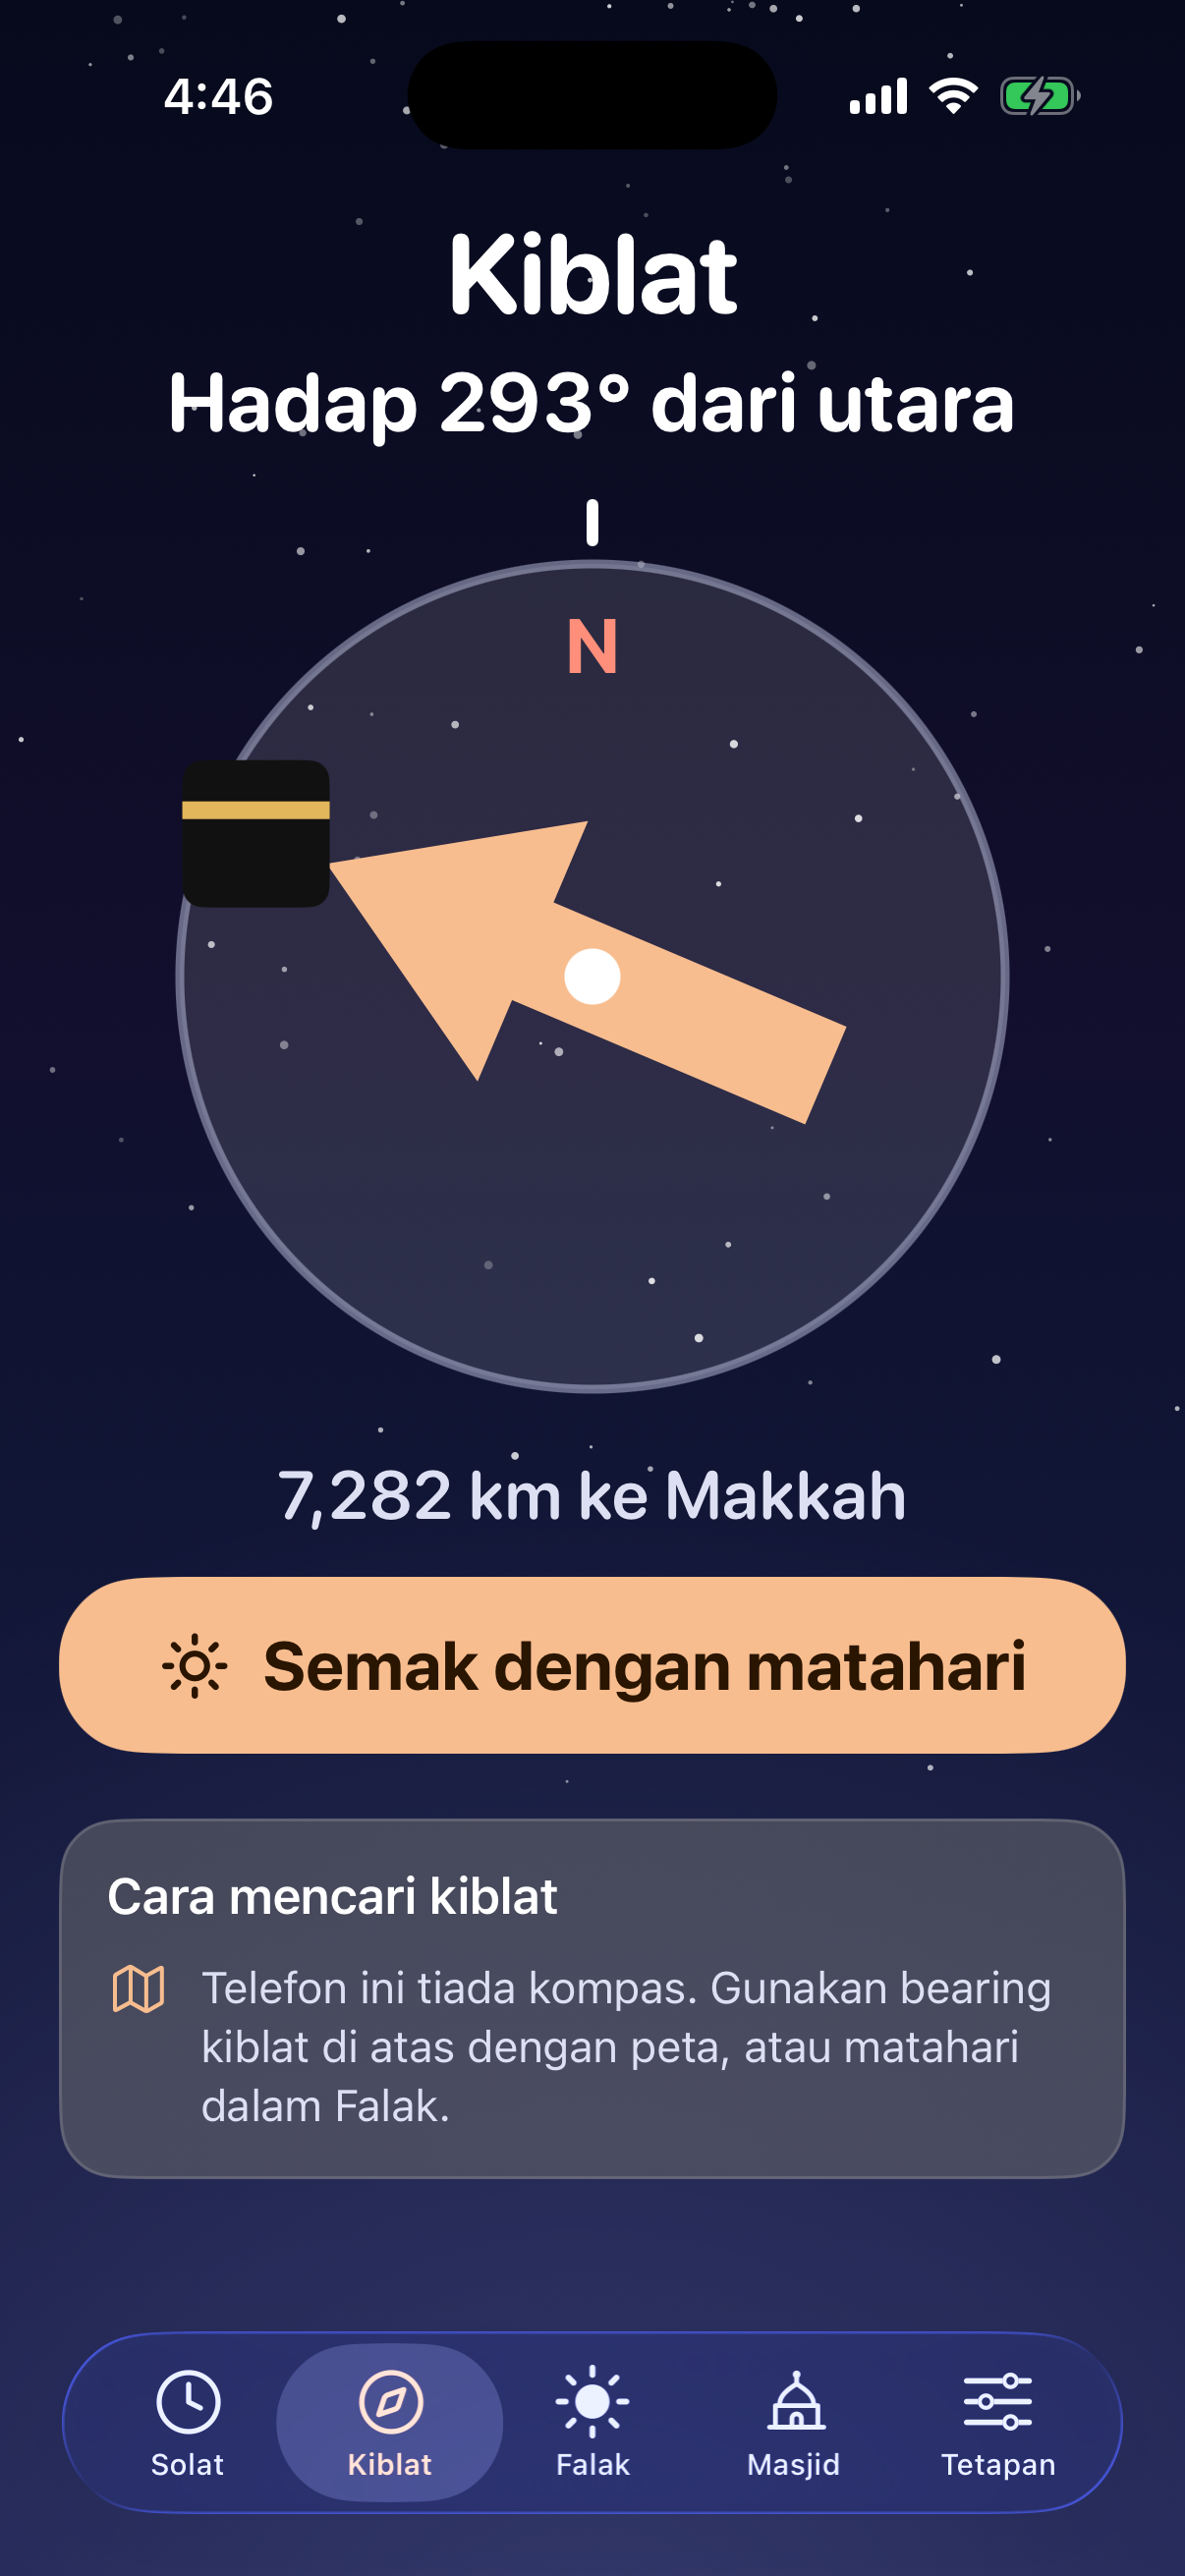 4:46
Kiblat
Hadap 293° dari utara
N
7,282 km ke Makkah
Semak dengan matahari
Cara mencari kiblat
Telefon ini tiada kompas. Gunakan bearing
kiblat di atas dengan peta, atau matahari
dalam Falak.
Solat
Kiblat
Falak
Masjid
Tetapan